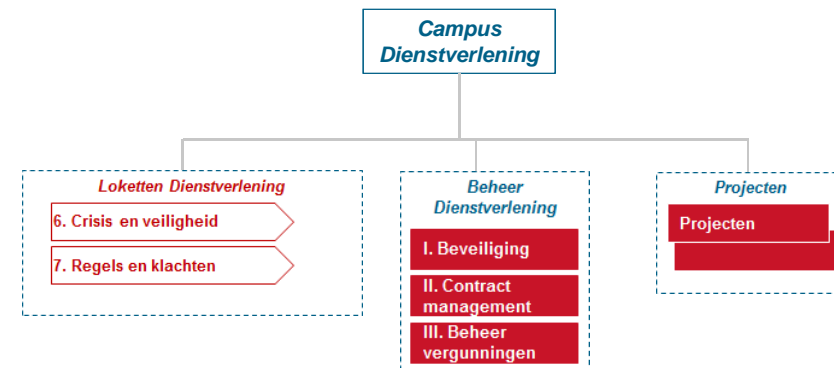 Campus
Dienstverlening
Loketten Dienstverlening
6. Crisis en veiligheid
7. Regels en klachten
Beheer
Dienstverlening
I. Beveiliging
II. Contract
management
III. Beheer
vergunningen
Projecten
Projecten